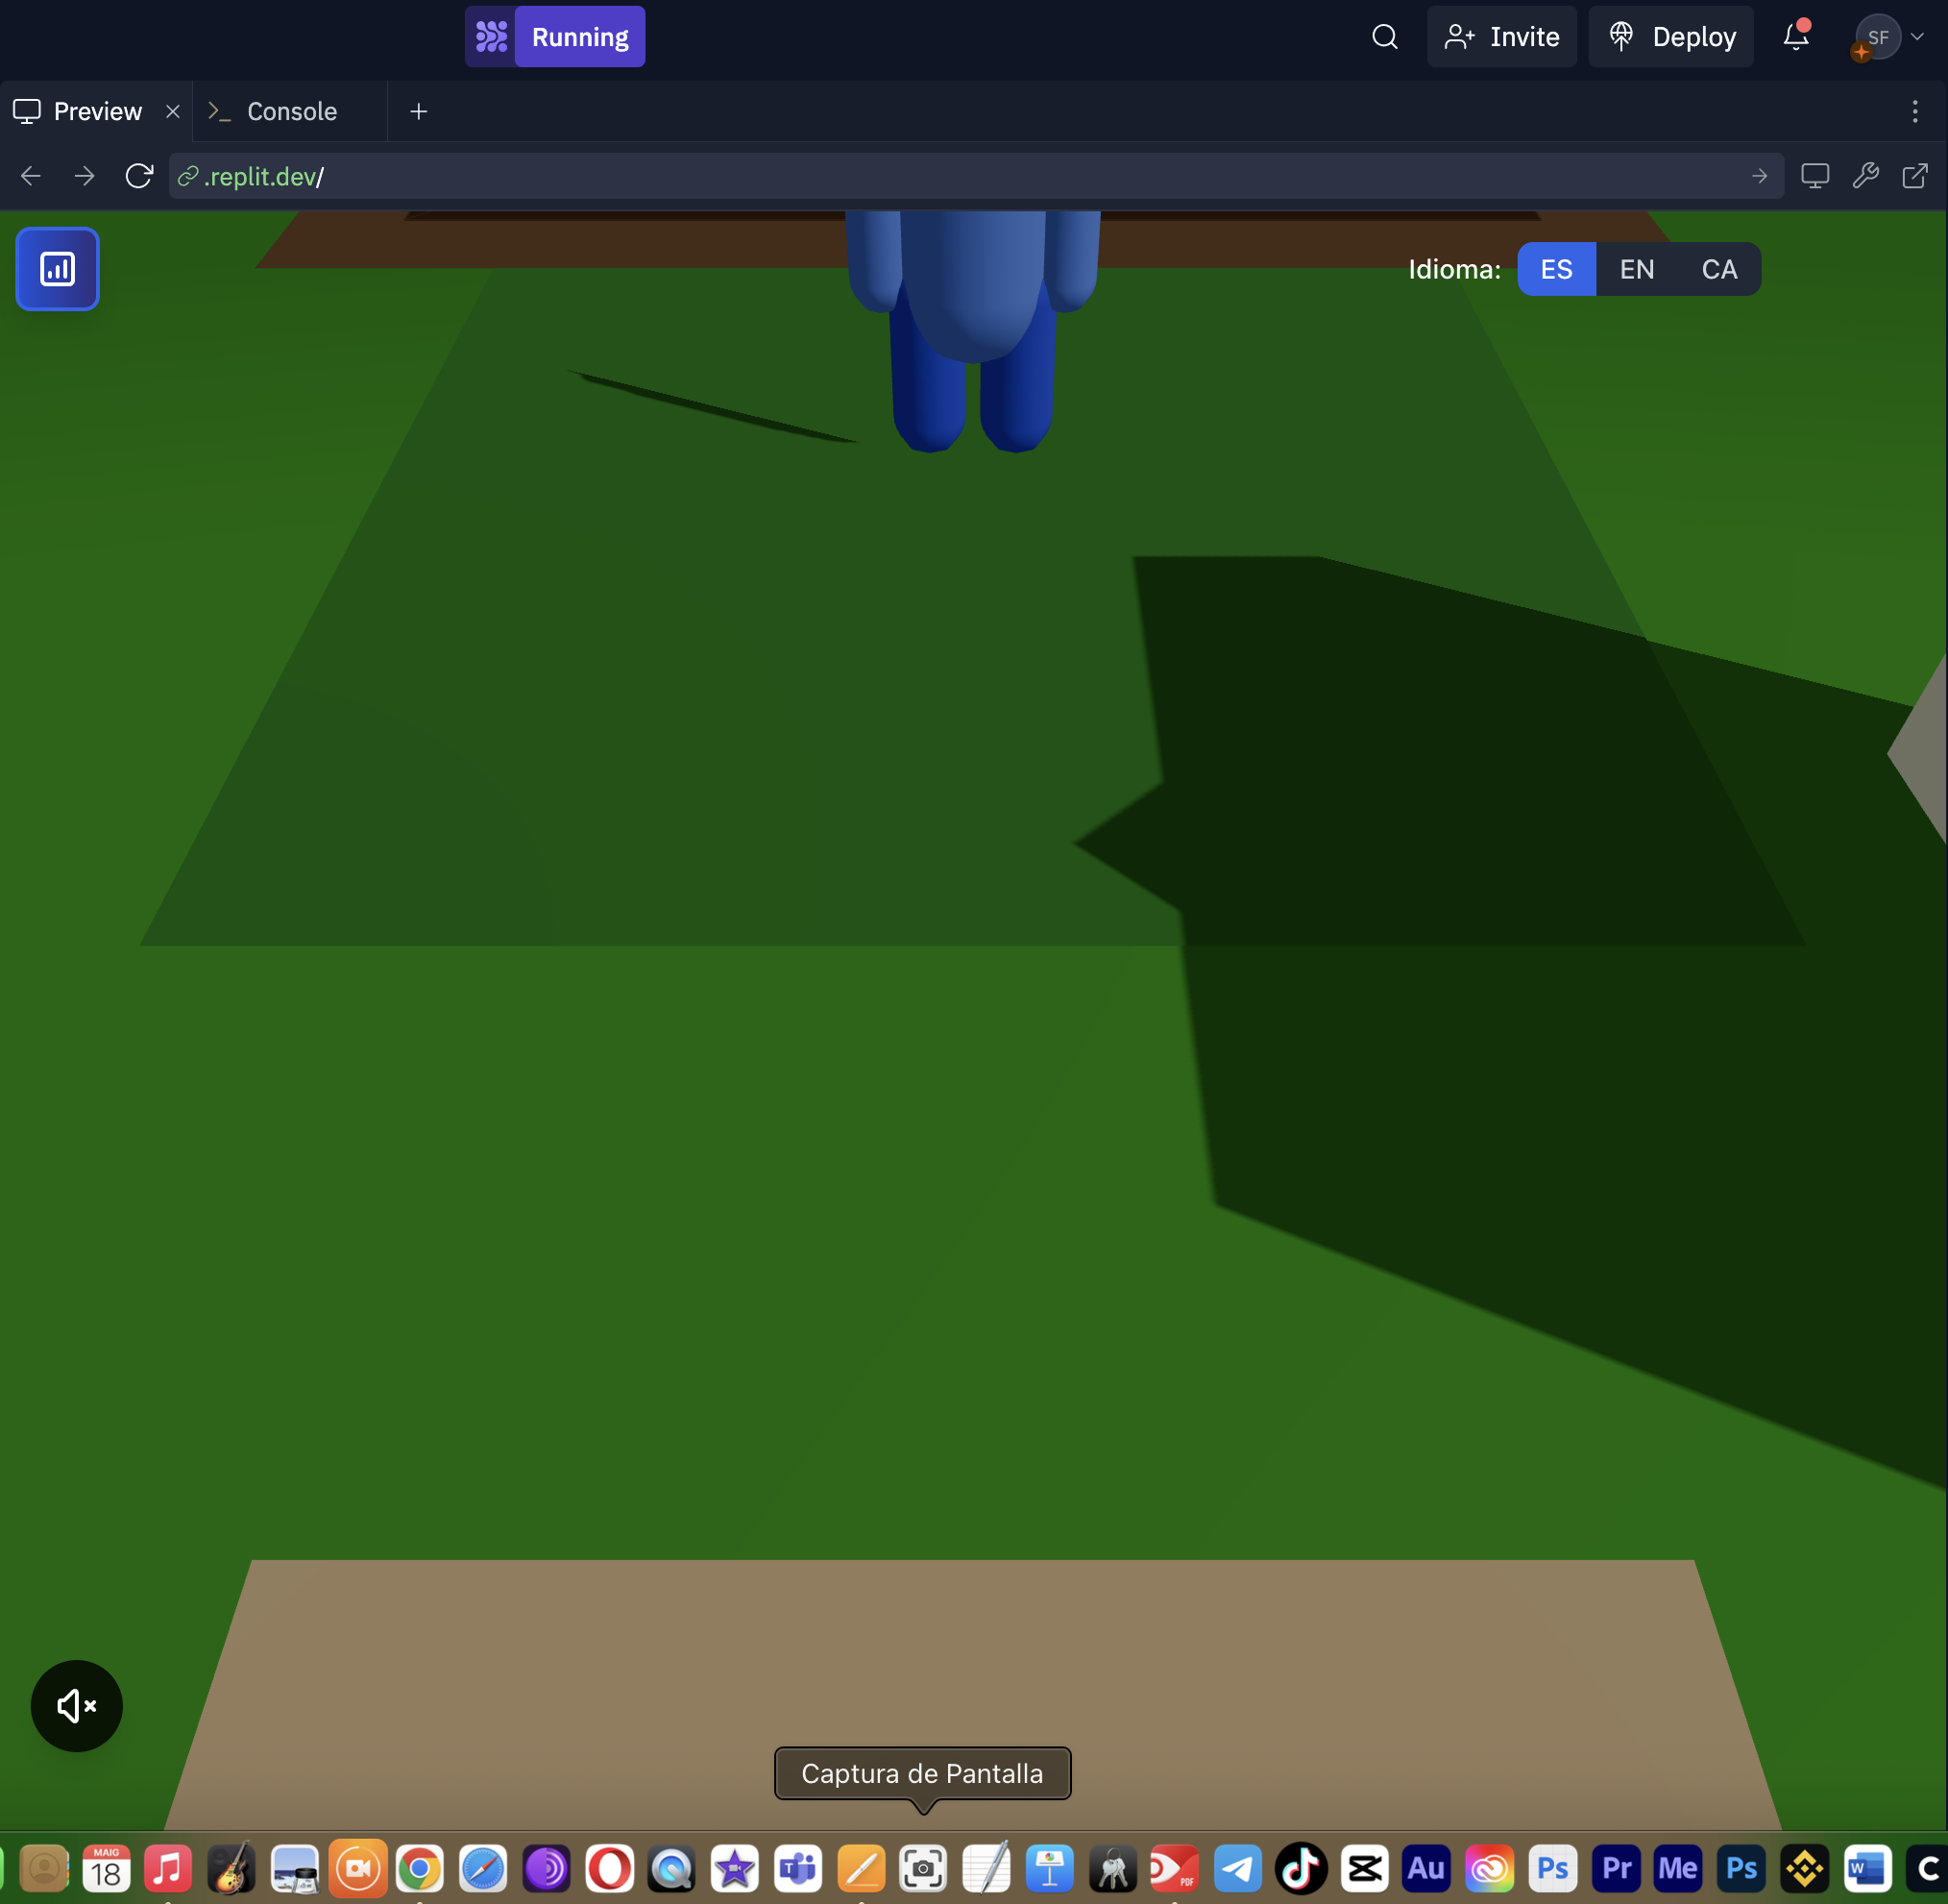 Running
Invite
Deploy
SF
Preview
Console
.replit.dev/
Idioma:
ES
EN
CA
Captura de Pantalla
MAIG
18
T
PDF
Au
Ps
Pr
Me
Ps
W
C